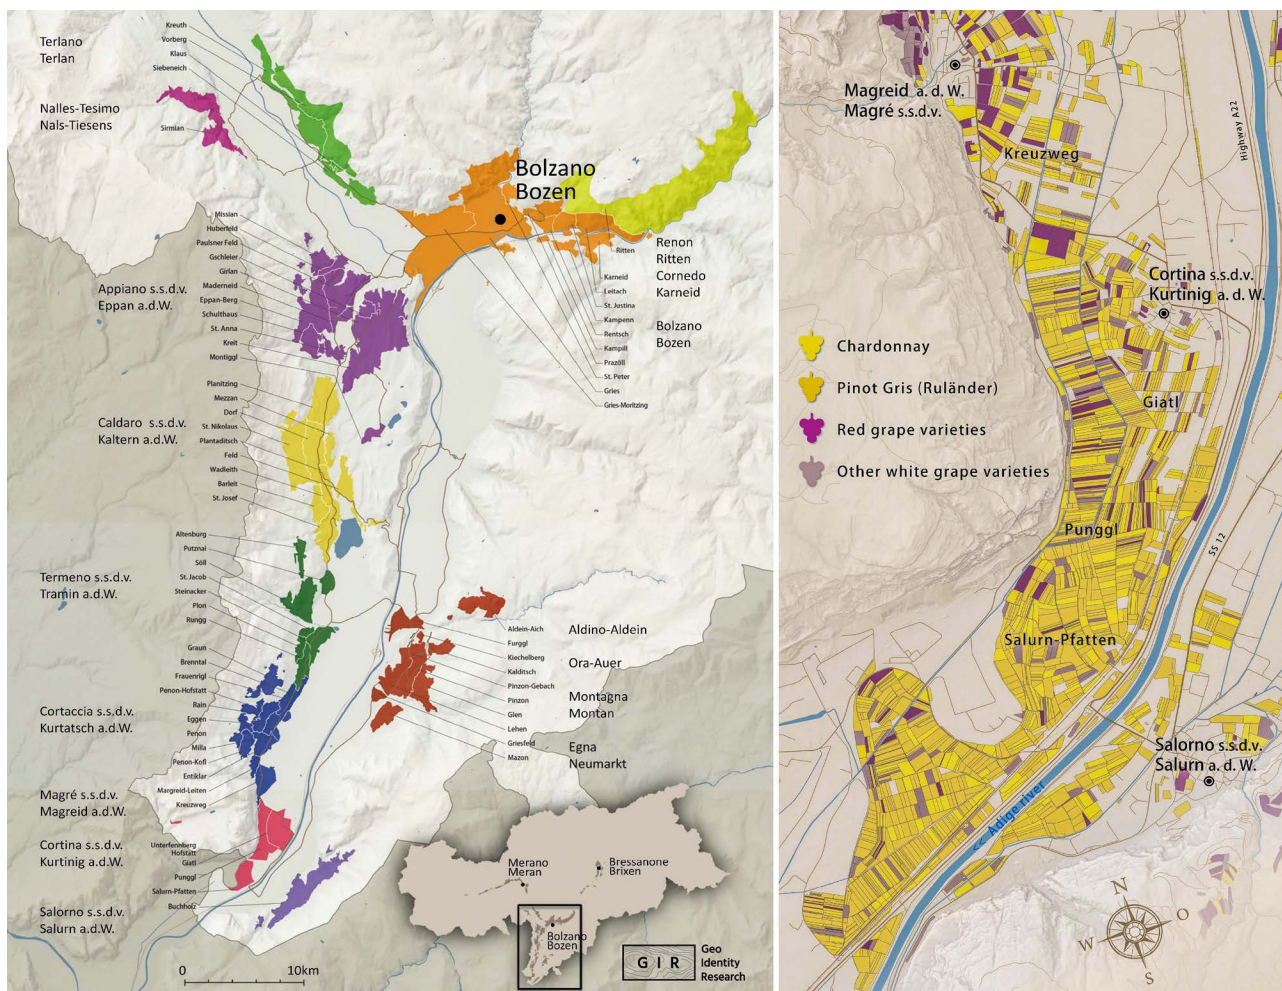 Kreuth
Vorberg
Klaus
Siebeneich
Terlano
Terlan
Nalles-Tesimo
Nals-Tiesens
Sirmian
Bolzano
Bozen
Missian
Huberfeld
Paulsner Feld
Gschleier
Girlan
Maderneid
Eppan-Berg
Schulthaus
St. Anna
Kreit
Montiggl
Appiano s.s.d.v.
Eppan a.d.W.
Ritten
Karneid
Leitach
St. Justina
Kampenn
Rentsch
Kampill
Prazöll
St. Peter
Gries
Gries-Moritzing
Renon
Ritten
Cornedo
Karneid
Bolzano
Bozen
Planitzing
Mezzan
Dorf
St. Nikolaus
Plantaditsch
Feld
Wadleith
Barleit
St. Josef
Caldaro s.s.d.v.
Kaltern a.d.W.
Altenburg
Putznai
Söll
St. Jacob
Steinacker
Plon
Rungg
Termeno s.s.d.v.
Tramin a.d.W.
Aldein-Aich
Furggl
Kiechelberg
Kalditsch
Pinzon-Gebach
Pinzon
Glen
Lehen
Griesfeld
Mazon
Aldino-Aldein
Ora-Auer
Montagna
Montan
Egna
Neumarkt
Graun
Brenntal
Frauenrigl
Penon-Hofstatt
Rain
Eggen
Penon
Milla
Penon-Kofl
Entiklar
Margreid-Leiten
Kreuzweg
Cortaccia s.s.d.v.
Kurtatsch a.d.W.
Magré s.s.d.v.
Magreid a.d.W.
Cortina s.s.d.v.
Kurtinig a.d.W.
Unterfennberg
Hofstatt
Giatl
Punggl
Salurn-Pfatten
Buchholz
Salorno s.s.d.v.
Salurn a.d.W.
0 10km
Merano
Meran
Bressanone
Brixen
Bolzano
Bozen
G I R
Geo
Identity
Research
Magreid a. d. W.
Magré s.s.d.v.
Kreuzweg
Highway A22
Cortina s.s.d.v.
Kurtinig a. d. W.
Chardonnay
Pinot Gris (Ruländer)
Red grape varieties
Other white grape varieties
Giatl
Punggl
SS 12
Salurn-Pfatten
Salorno s.s.d.v.
Salurn a. d. W.
<< Adige river
N
O
W
S